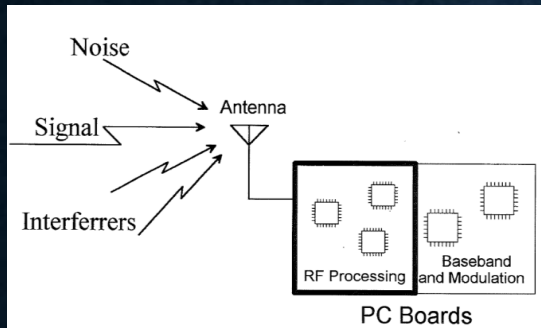 Noise
Antenna
Signal
Interferrers
RF Processing
Baseband
and Modulation
PC Boards